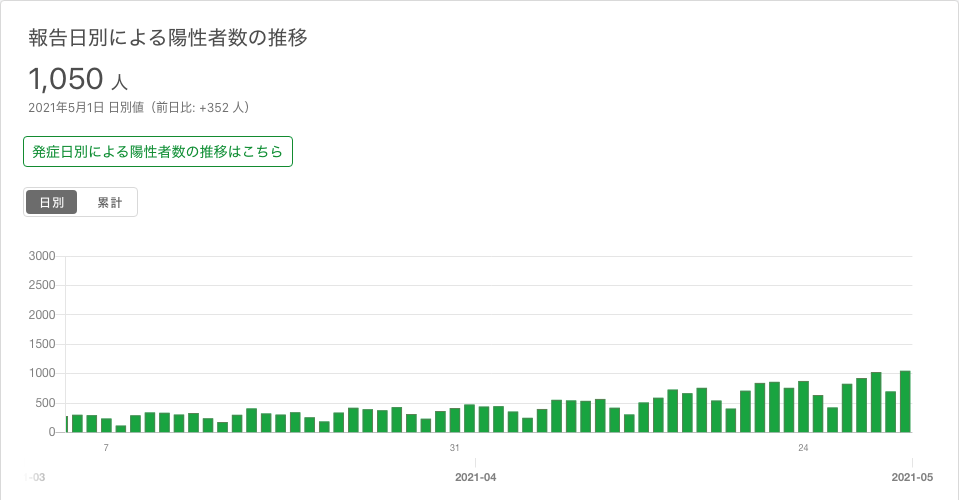 報告日別による陽性者数の推移
1,050 人
2021年5月1日 日別値（前日比: +352 人）
発症日別による陽性者数の推移はこちら
日別 累計
3000
2500
2000
1500
1000
500
0
7 31 24
-03 2021-04 2021-05